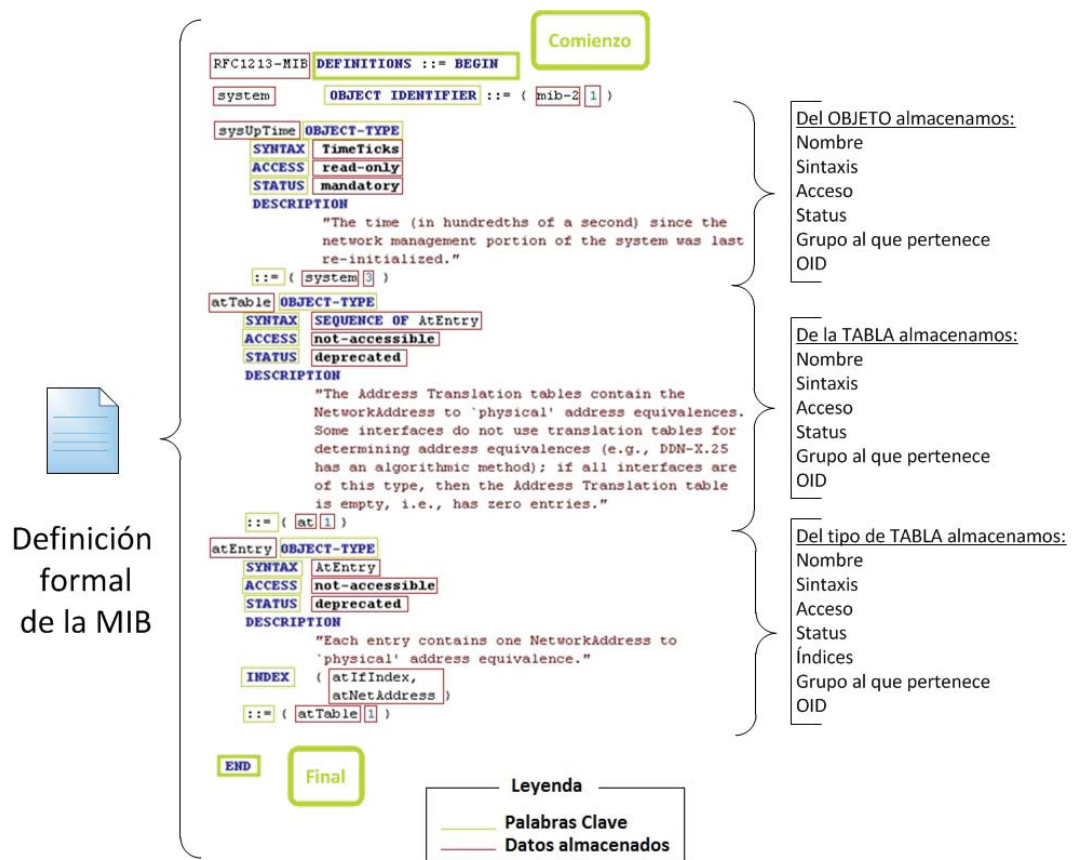 Comienzo
RFC1213-MIB DEFINITIONS ::= BEGIN
system OBJECT IDENTIFIER ::= ( mib-2 1 )
sysUpTime OBJECT-TYPE
SYNTAX TimeTicks
ACCESS read-only
STATUS mandatory
DESCRIPTION
"The time (in hundredths of a second) since the
network management portion of the system was last
re-initialized."
::= ( system 3 )
atTable OBJECT-TYPE
SYNTAX SEQUENCE OF AtEntry
ACCESS not-accessible
STATUS deprecated
DESCRIPTION
"The Address Translation tables contain the
NetworkAddress to `physical' address equivalences.
Some interfaces do not use translation tables for
determining address equivalences (e.g., DDN-X.25
has an algorithmic method); if all interfaces are
of this type, then the Address Translation table
is empty, i.e., has zero entries."
::= ( at 1 )
atEntry OBJECT-TYPE
SYNTAX AtEntry
ACCESS not-accessible
STATUS deprecated
DESCRIPTION
"Each entry contains one NetworkAddress to
`physical' address equivalence."
INDEX ( atIfIndex,
atNetAddress )
::= ( atTable 1 )
END
Final
Definición
formal
de la MIB
Del OBJETO almacenamos:
Nombre
Sintaxis
Acceso
Status
Grupo al que pertenece
OID
De la TABLA almacenamos:
Nombre
Sintaxis
Acceso
Status
Grupo al que pertenece
OID
Del tipo de TABLA almacenamos:
Nombre
Sintaxis
Acceso
Status
Índices
Grupo al que pertenece
OID
Leyenda
Palabras Clave
Datos almacenados